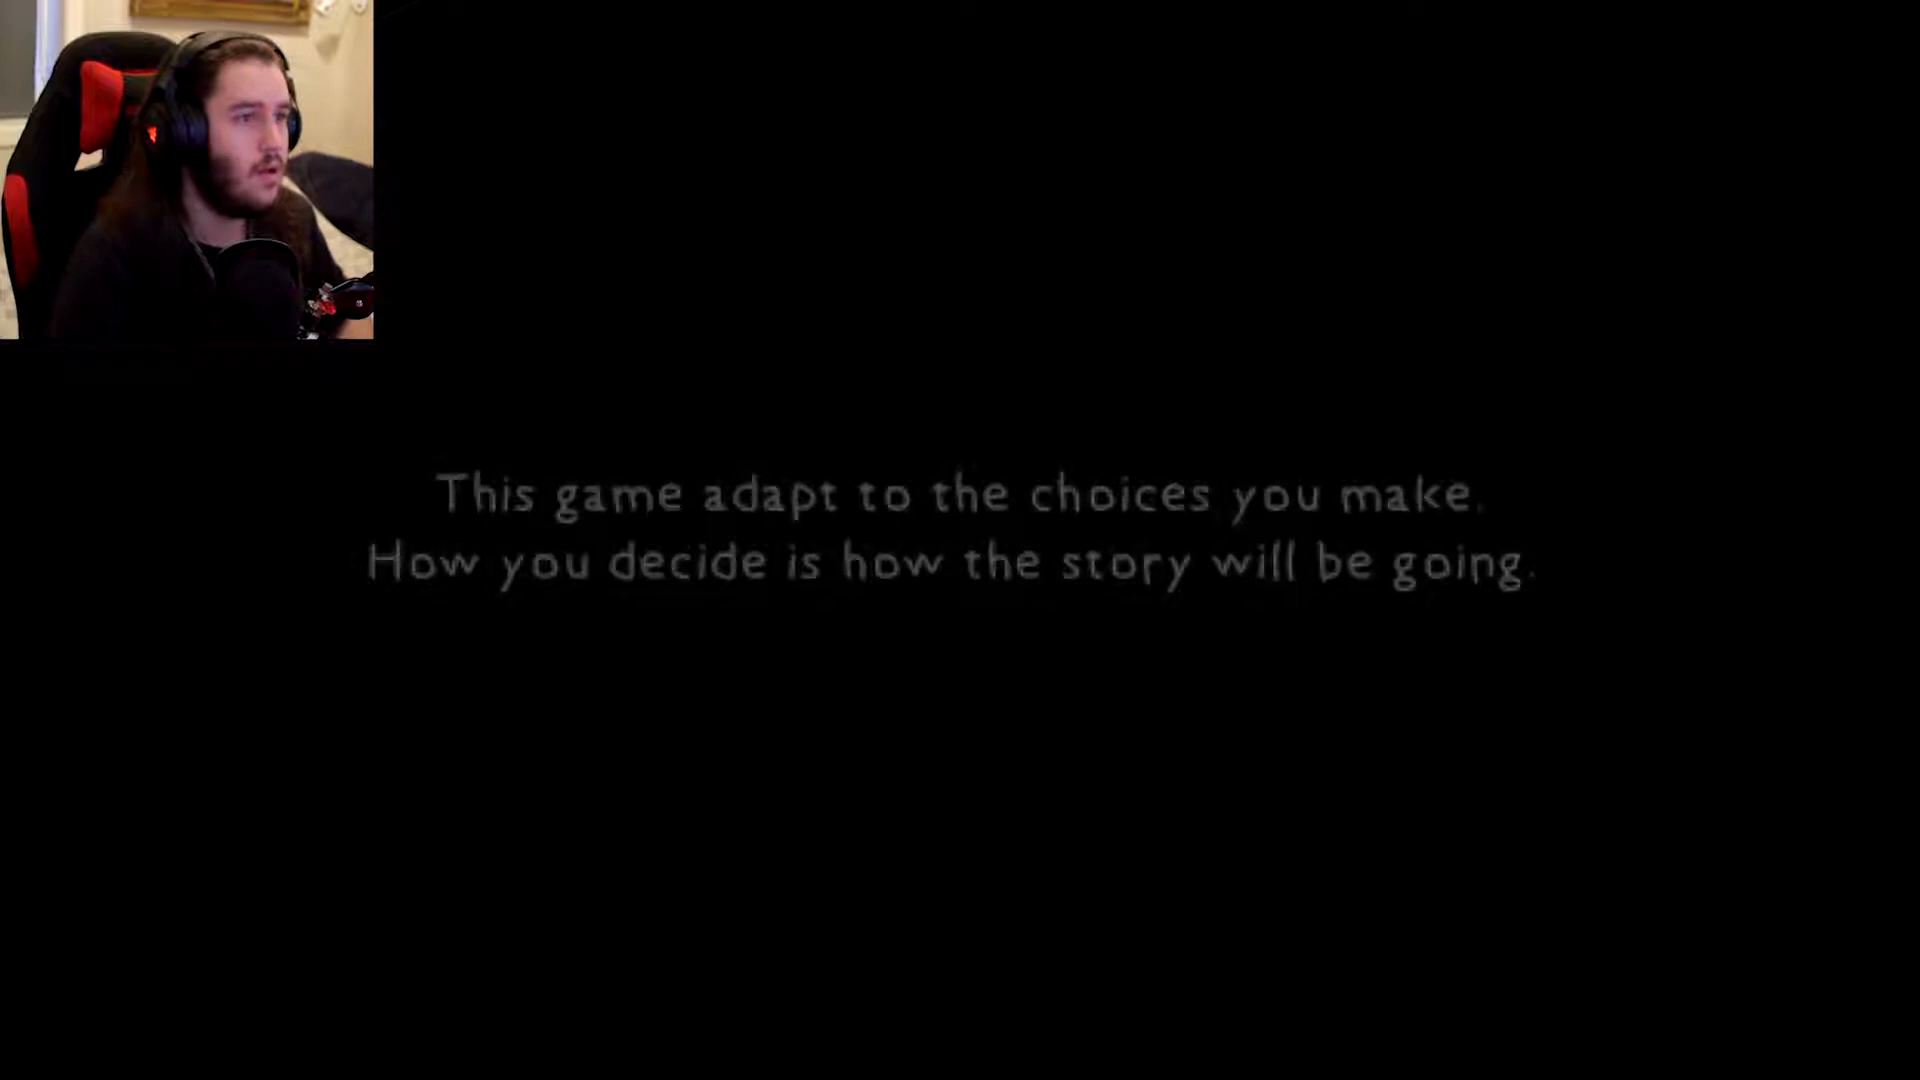 This game adapt to the choices you make.
How you decide is how the story will be going.